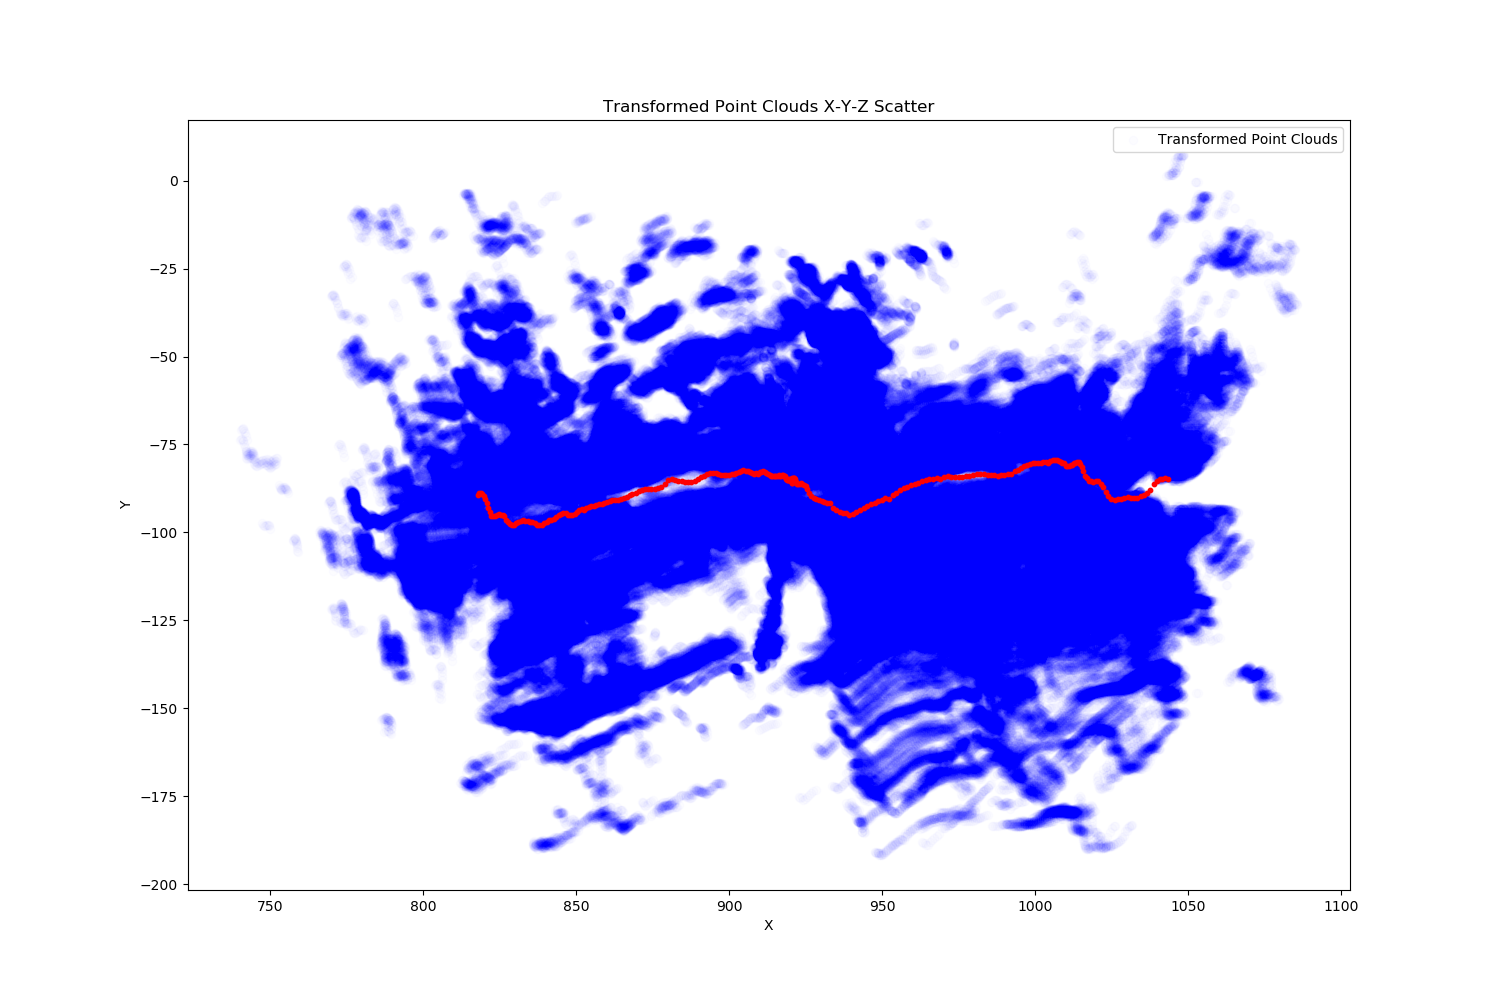 Transformed Point Clouds X-Y-Z Scatter
Transformed Point Clouds
0
−25
−50
−75
−100
−125
−150
−175
−200
Y
750 800 850 900 950 1000 1050 1100
X